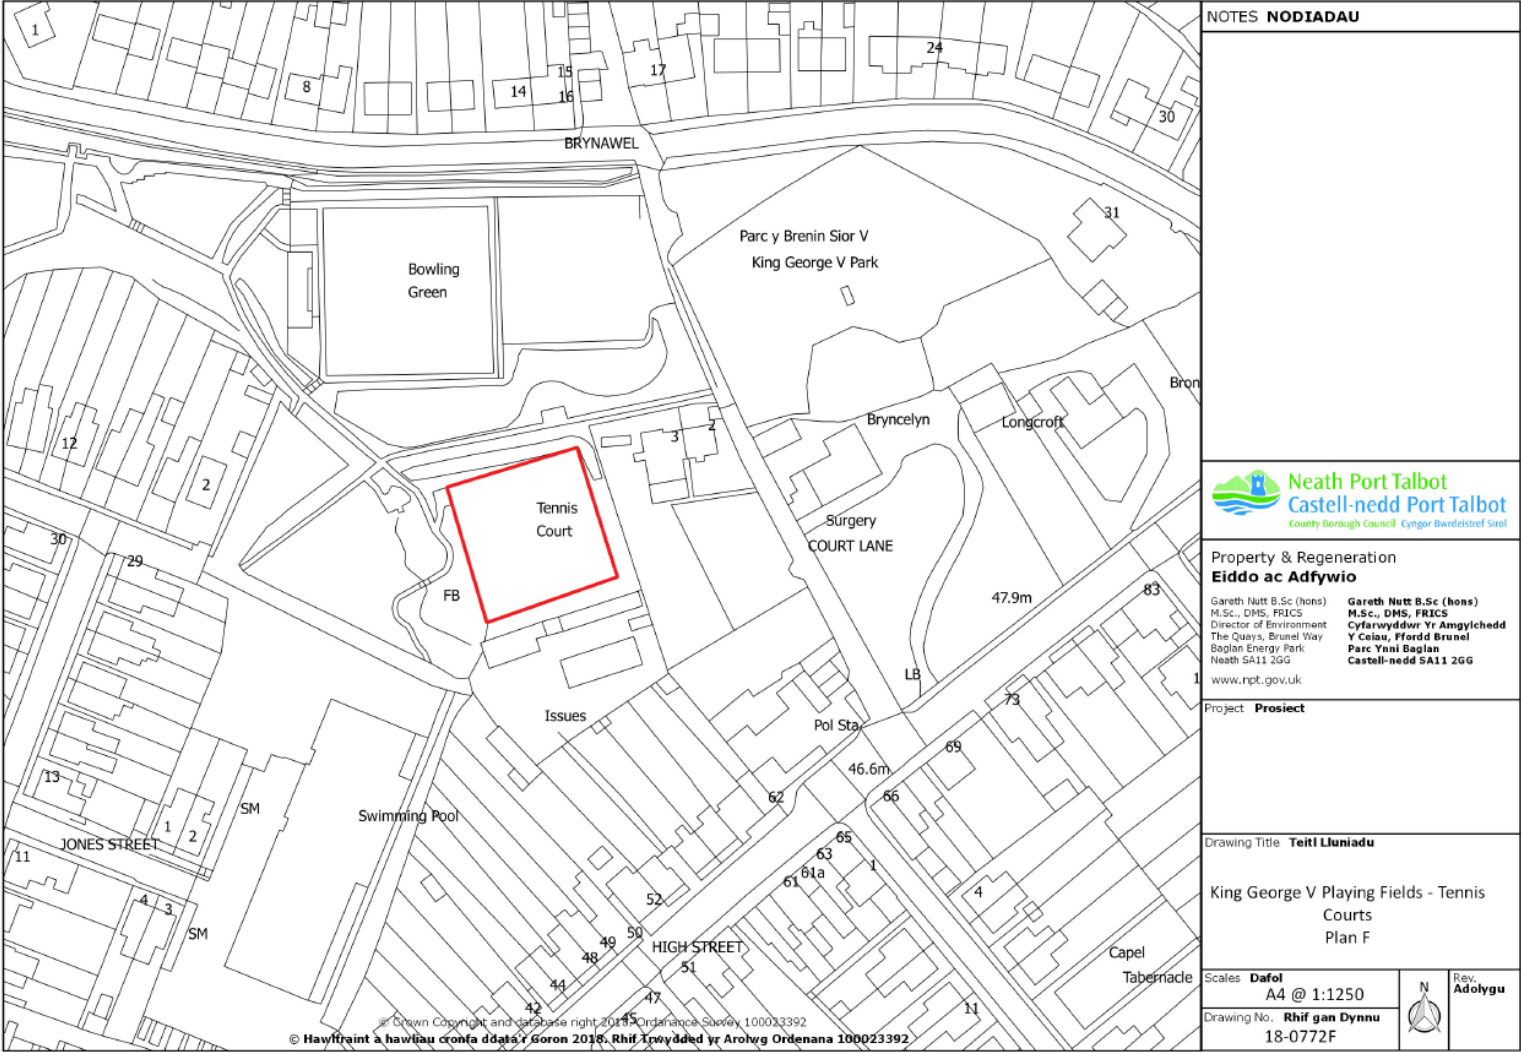 1
8
14
15
16
17
24
30
BRYNAWEL
31
Parc y Brenin Sior V
King George V Park
Bowling
Green
Bryncelyn
Longcroft
3
2
12
2
Tennis
Court
Surgery
COURT LANE
30
29
FB
47.9m
83
LB
1
73
Issues
Pol Sta
69
46.6m
62
66
13
SM
Swimming Pool
1
2
JONES STREET
11
65
63
61a
61
1
4
52
4
3
SM
50
49
48
HIGH STREET
51
44
47
42
45
11
Capel
Tabernacle
© Crown Copyright and database right 2018. Ordanance Survey 100023392
© Hawlfraint a hawliau cronfa ddata'r Goron 2018. Rhif Trwydded yr Arolwg Ordenana 100023392
NOTES NODIADAU
Neath Port Talbot
Castell-nedd Port Talbot
County Borough Council Cyngor Bwrdeistref Sirol
Property & Regeneration
Eiddo ac Adfywio
Gareth Nutt B.Sc (hons)
M.Sc., DMS, FRICS
Director of Environment
The Quays, Brunel Way
Baglan Energy Park
Neath SA11 2GG
Gareth Nutt B.Sc (hons)
M.Sc., DMS, FRICS
Cyfarwyddwr Yr Amgylchedd
Y Ceiau, Ffordd Brunel
Parc Ynni Baglan
Castell-nedd SA11 2GG
www.npt.gov.uk
Project Prosiect
Drawing Title Teitl Lluniadu
King George V Playing Fields - Tennis
Courts
Plan F
Scales Dafol
A4 @ 1:1250
Drawing No. Rhif gan Dynnu
18-0772F
N
Rev.
Adolygu